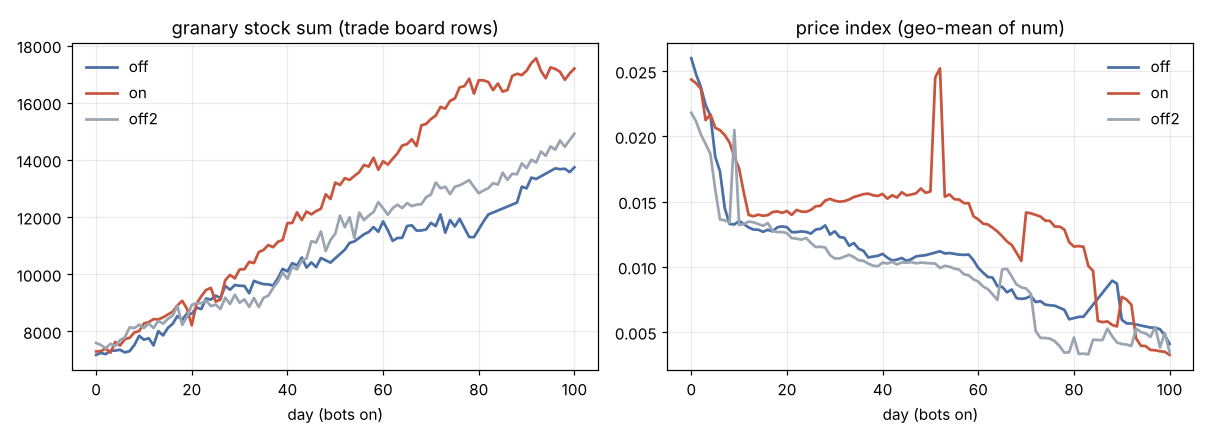 granary stock sum (trade board rows)
18000
16000
14000
12000
10000
8000
off
on
off2
0
20
40
60
80
100
day (bots on)
price index (geo-mean of num)
0.025
0.020
0.015
0.010
0.005
off
on
off2
0
20
40
60
80
100
day (bots on)